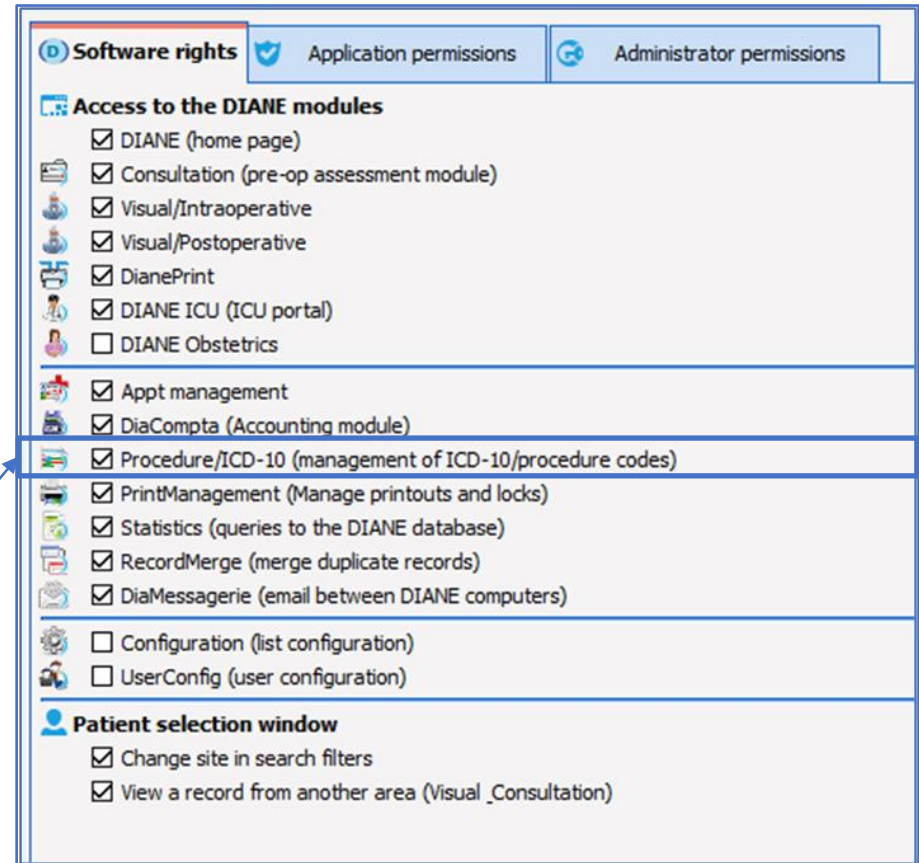 D Software rights Application permissions Administrator permissions
Access to the DIANE modules
DIANE (home page)
Consultation (pre-op assessment module)
Visual/Intraoperative
Visual/Postoperative
DianePrint
DIANE ICU (ICU portal)
DIANE Obstetrics
Appt management
DiaCompta (Accounting module)
Procedure/ICD-10 (management of ICD-10/procedure codes)
PrintManagement (Manage printouts and locks)
Statistics (queries to the DIANE database)
RecordMerge (merge duplicate records)
DiaMessagerie (email between DIANE computers)
Configuration (list configuration)
UserConfig (user configuration)
Patient selection window
Change site in search filters
View a record from another area (Visual _Consultation)